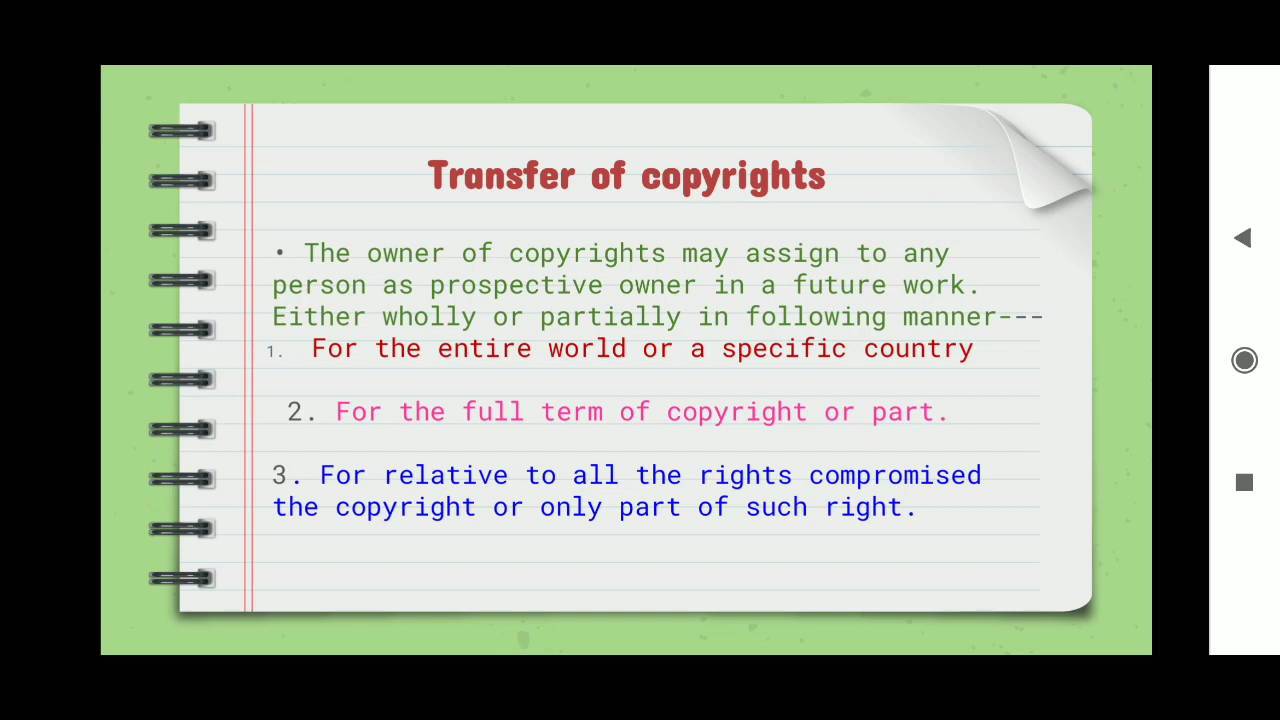 Transfer of copyrights
• The owner of copyrights may assign to any
person as prospective owner in a future work.
Either wholly or partially in following manner---
1. For the entire world or a specific country
2. For the full term of copyright or part.
3. For relative to all the rights compromised
the copyright or only part of such right.